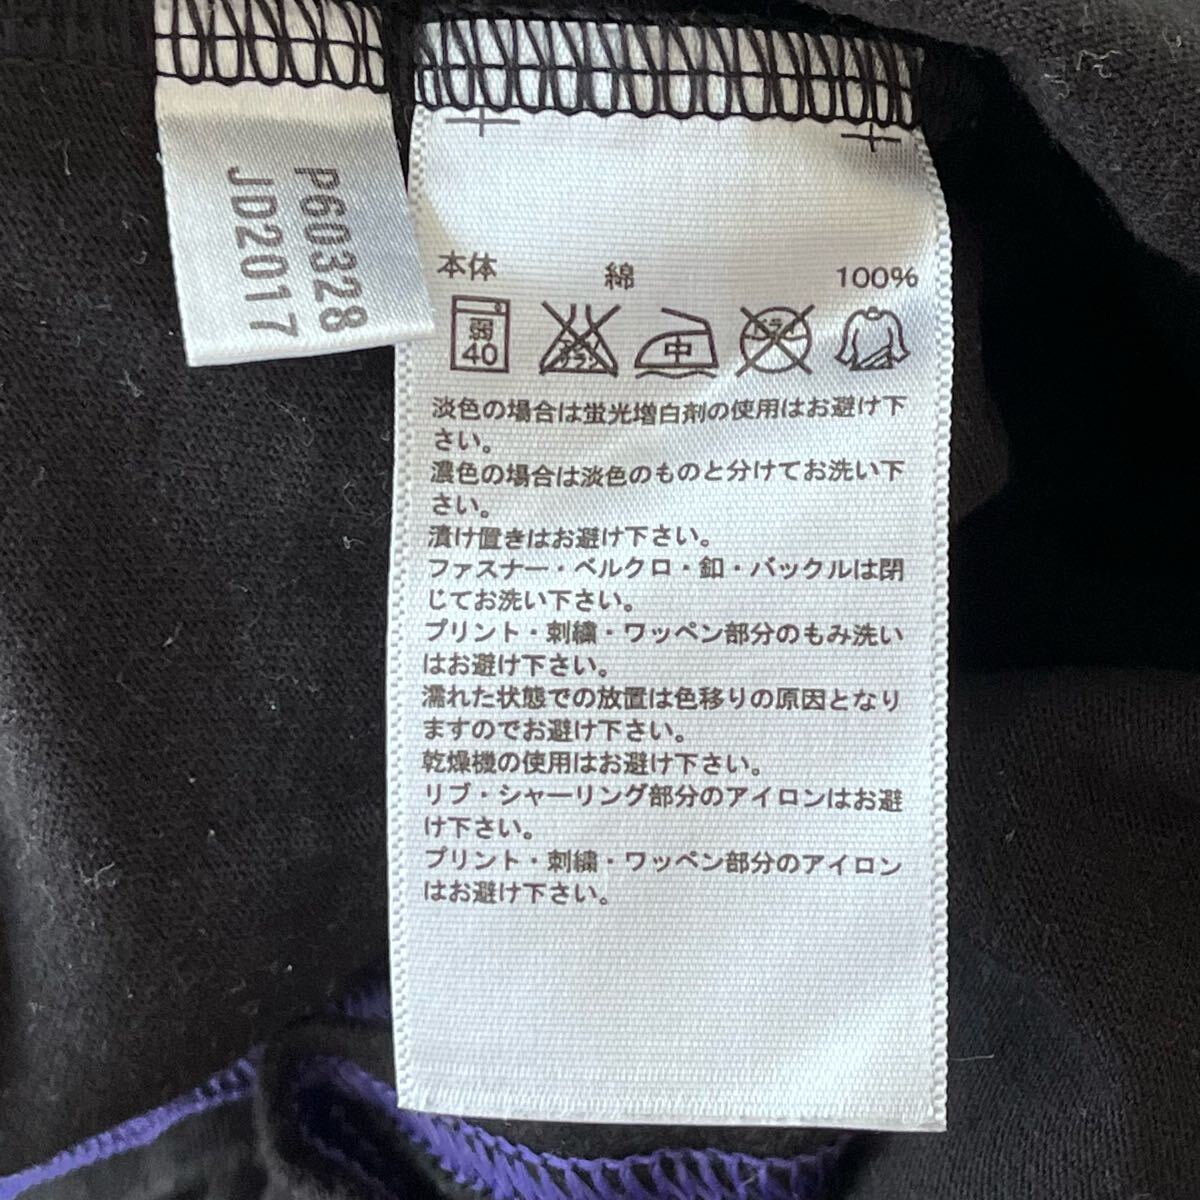 P60328
JD2017
本体 綿 100%
弱
40
エンソ
サラシ
中
ドライ
淡色の場合は蛍光増白剤の使用はお避け下
さい。
濃色の場合は淡色のものと分けてお洗い下
さい。
漬け置きはお避け下さい。
ファスナー・ベルクロ・釦・バックルは閉
じてお洗い下さい。
プリント・刺繍・ワッペン部分のもみ洗い
はお避け下さい。
濡れた状態での放置は色移りの原因となり
ますのでお避け下さい。
乾燥機の使用はお避け下さい。
リブ・シャーリング部分のアイロンはお避
け下さい。
プリント・刺繍・ワッペン部分のアイロン
はお避け下さい。